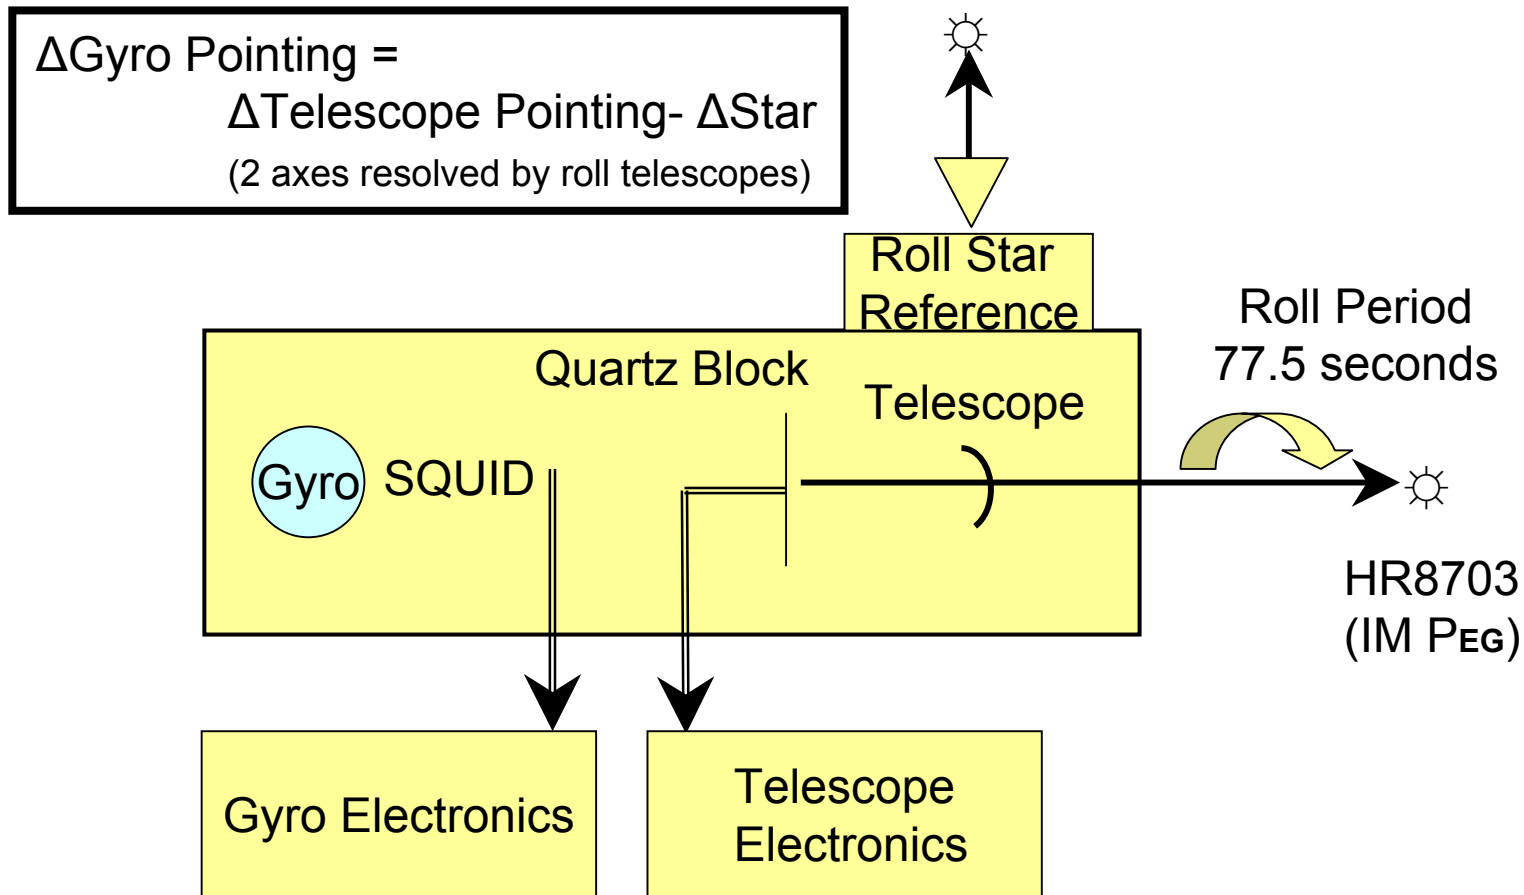 ΔGyro Pointing =
ΔTelescope Pointing- ΔStar
(2 axes resolved by roll telescopes)
Roll Star
Reference
Roll Period
77.5 seconds
Quartz Block
Telescope
Gyro
SQUID
HR8703
(IM PEG)
Gyro Electronics
Telescope
Electronics